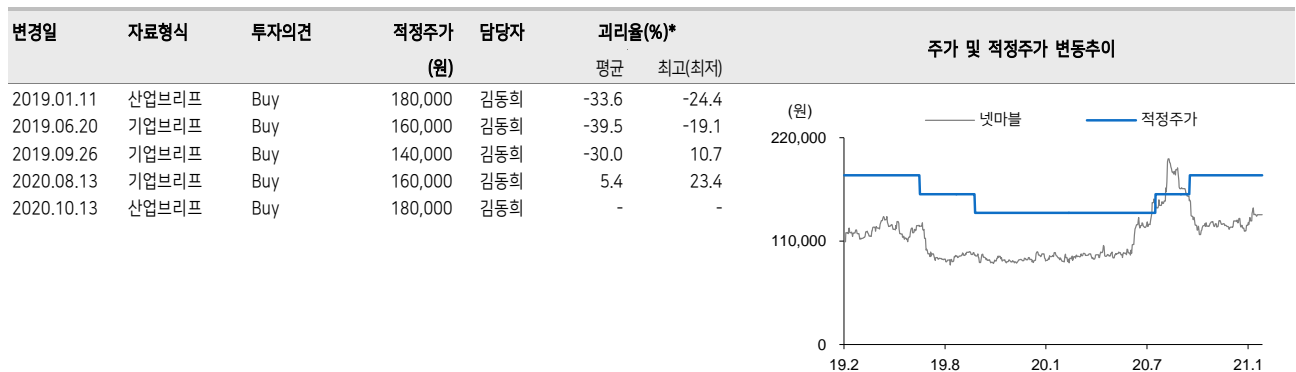 변경일 자료형식 투자의견 적정주가 담당자 괴리율(%)* 주가 및 적정주가 변동추이
(원) 평균 최고(최저)
2019.01.11 산업브리프 Buy 180,000 김동희 -33.6 -24.4
2019.06.20 기업브리프 Buy 160,000 김동희 -39.5 -19.1
2019.09.26 기업브리프 Buy 140,000 김동희 -30.0 10.7
2020.08.13 기업브리프 Buy 160,000 김동희 5.4 23.4
2020.10.13 산업브리프 Buy 180,000 김동희 - -
(원) 넷마블 적정주가
220,000
110,000
0
19.2 19.8 20.1 20.7 21.1